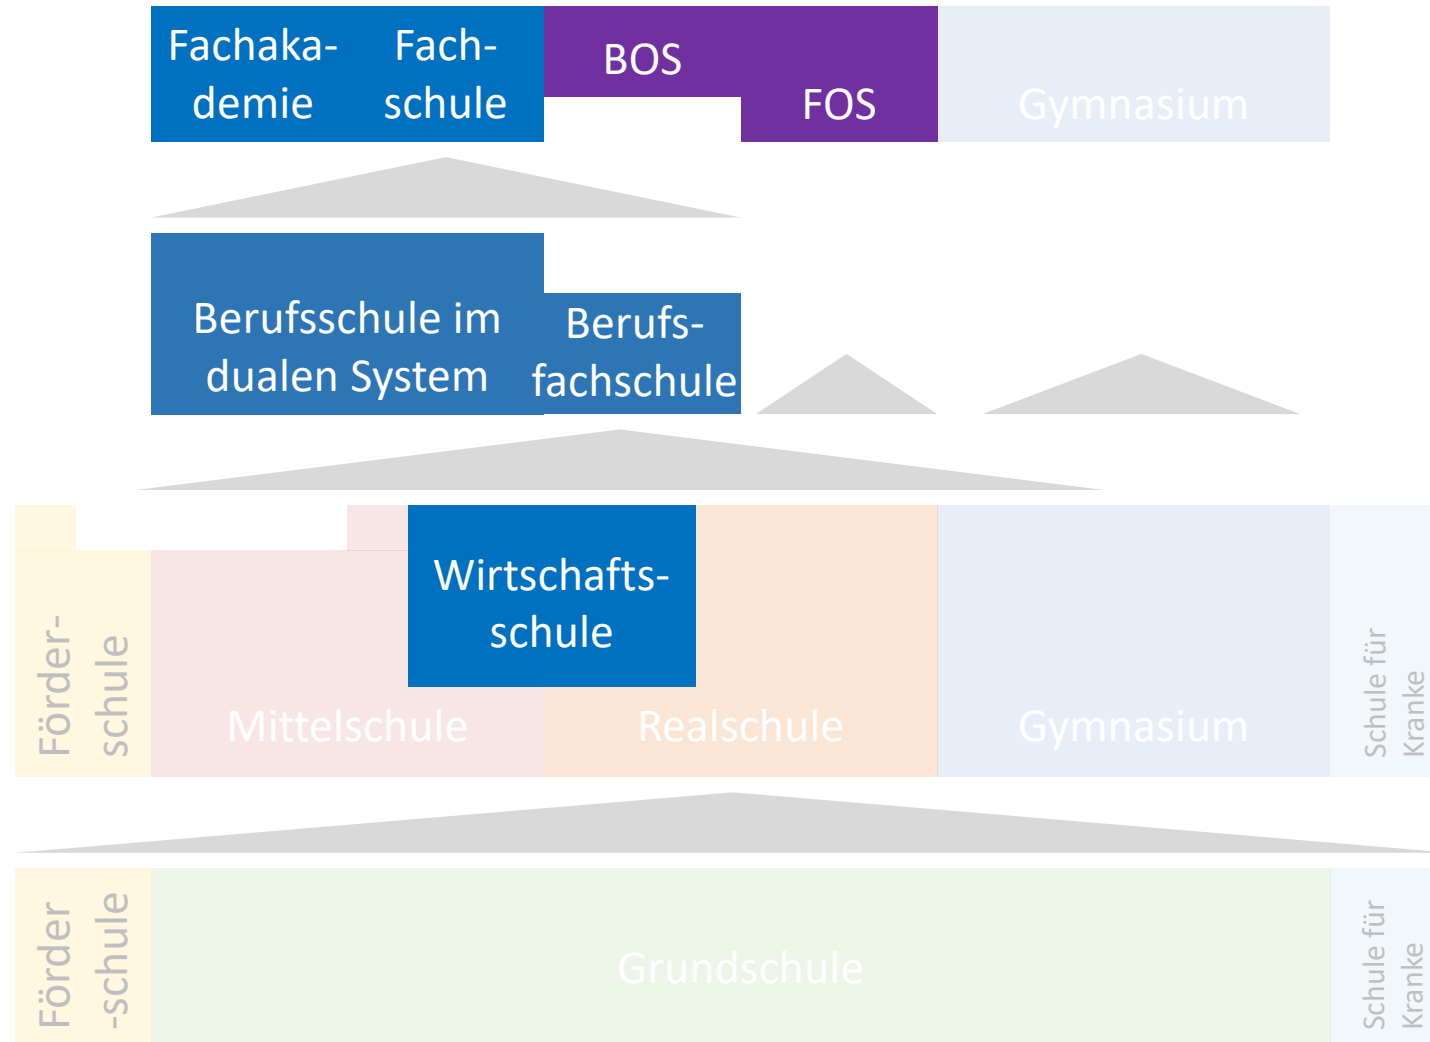 Fachaka-
demie
Fach-
schule
BOS
FOS
Gymnasium
Berufsschule im
dualen System
Berufs-
fachschule
Förder-
schule
Mittelschule
Wirtschafts-
schule
Realschule
Gymnasium
Schule für
Kranke
Förder
-schule
Grundschule
Schule für
Kranke